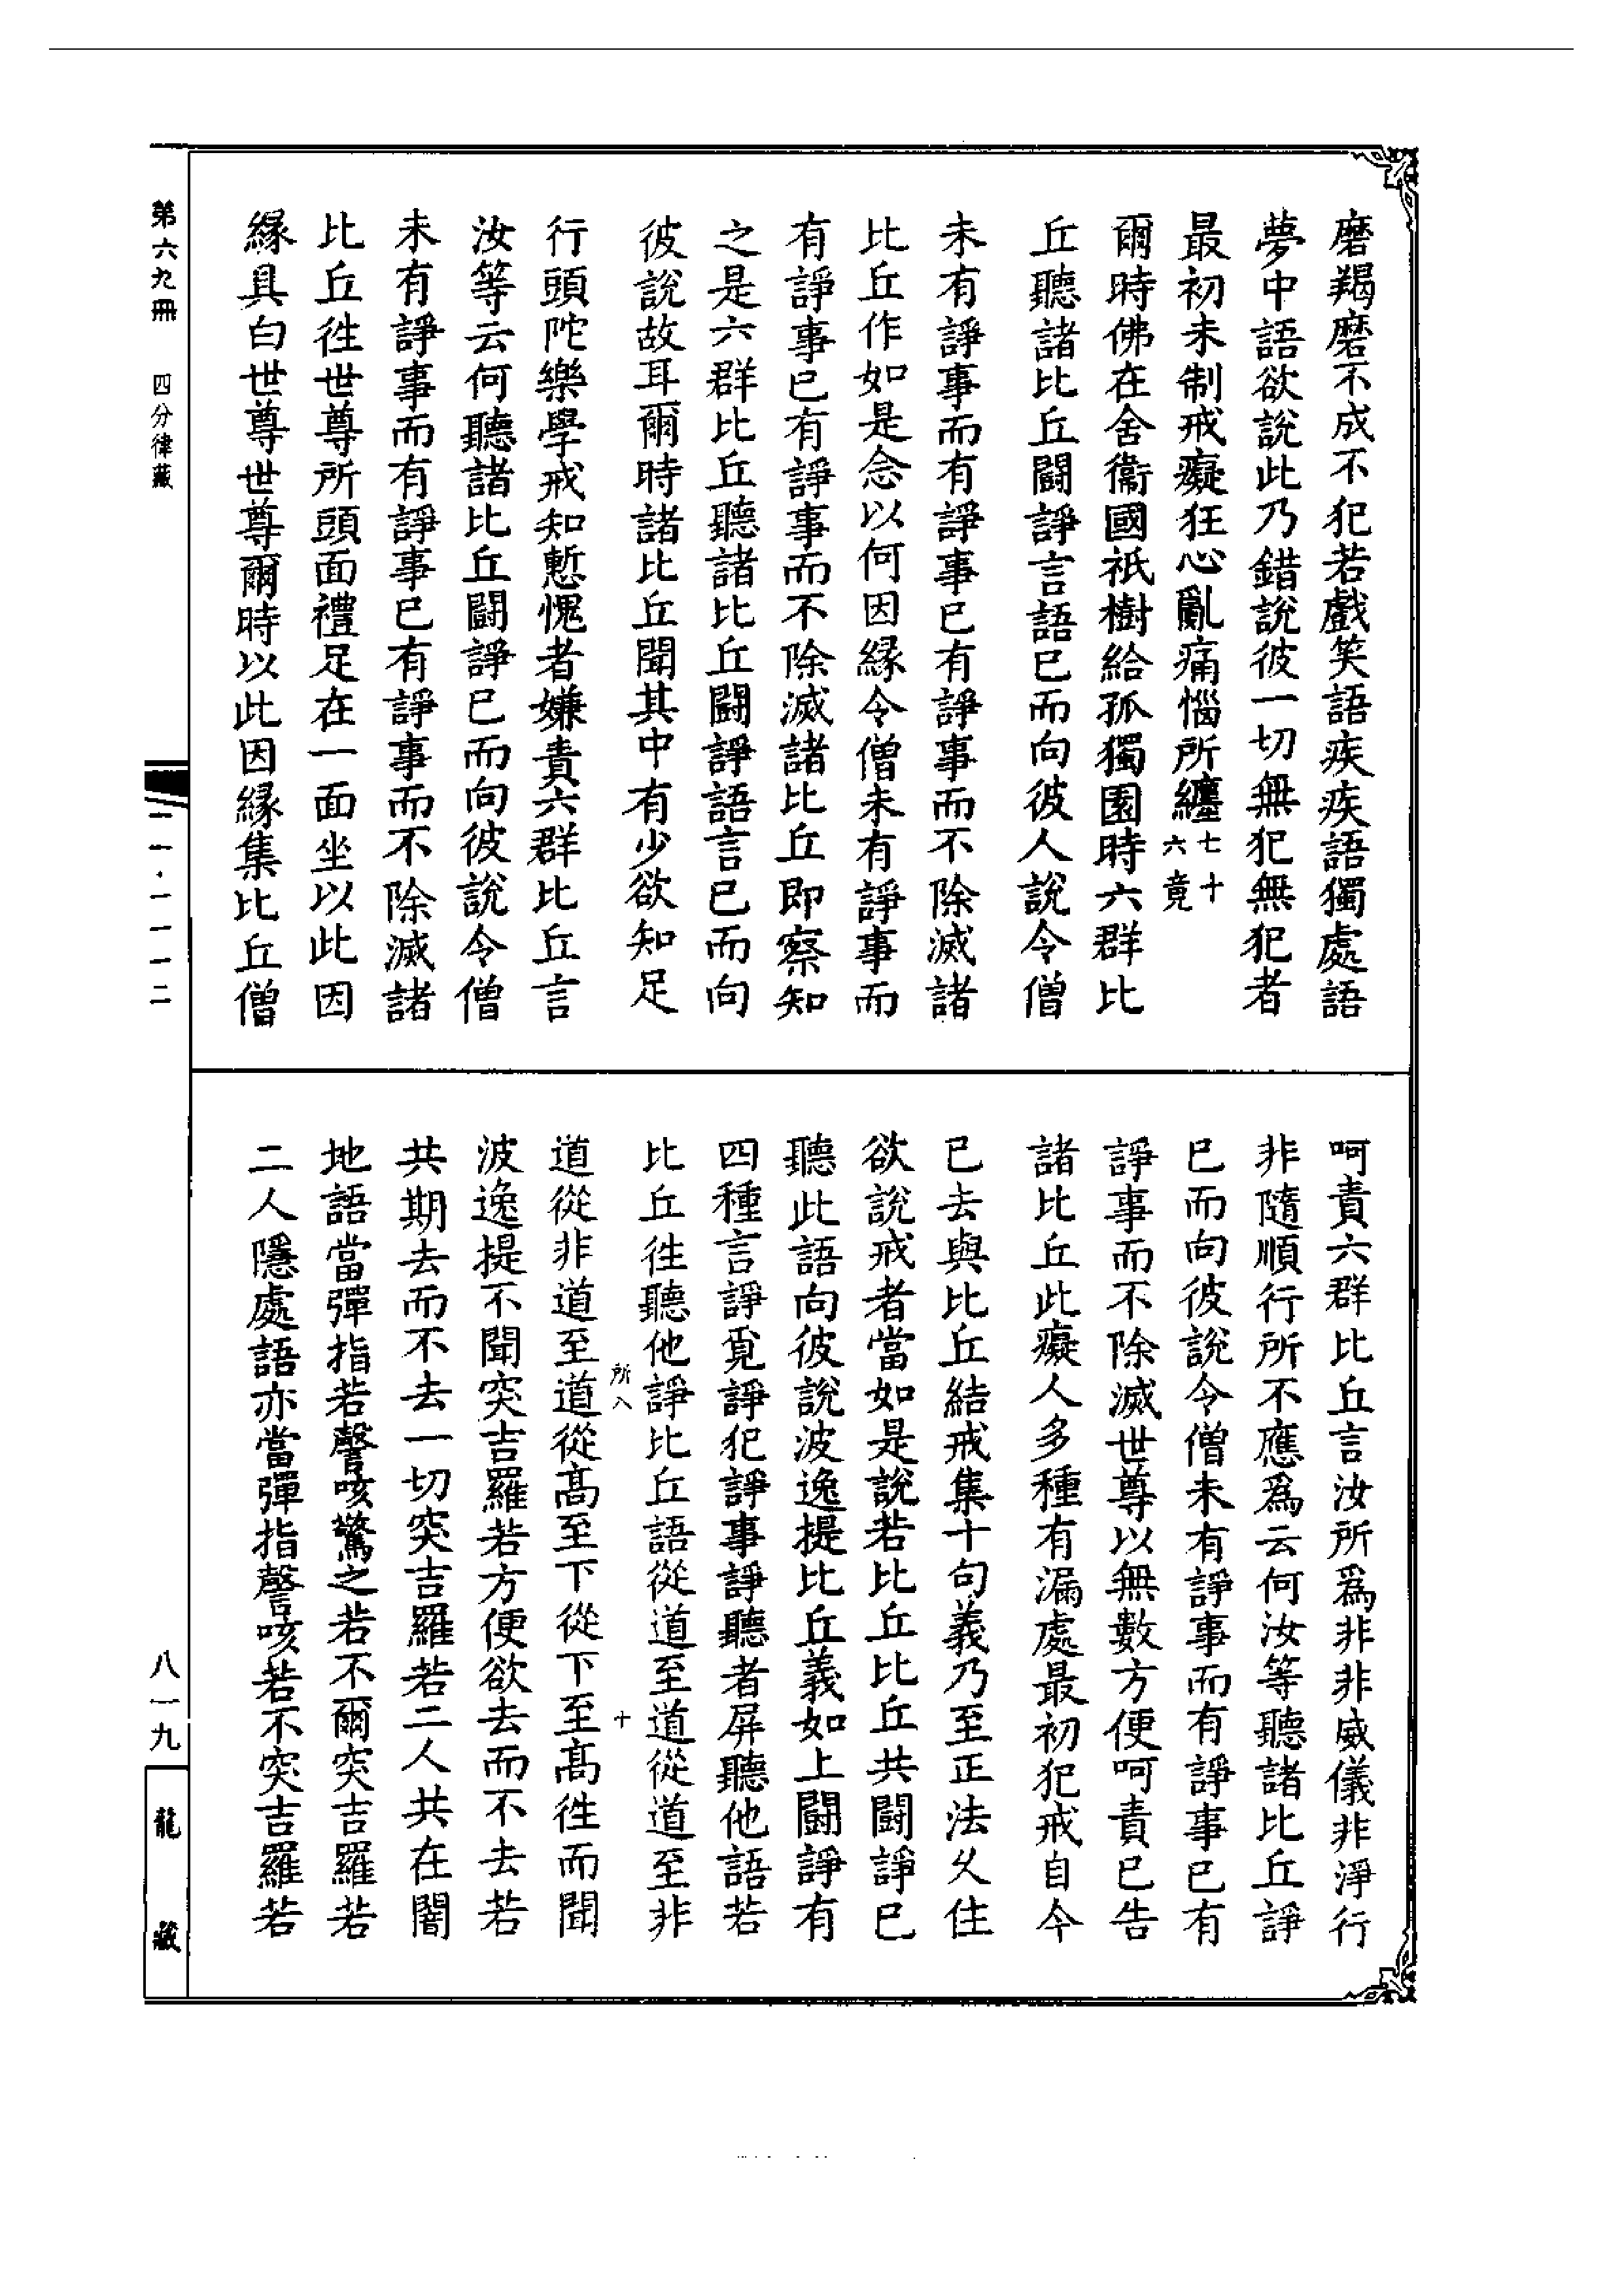 磨羯磨不成不犯若戲笑語疾疾語獨處語
夢中語欲說此乃錯說彼一切無犯無犯者
最初未制戒癡狂心亂痛惱所纏七十六竟
爾時佛在舍衞國祇樹給孤獨園時六群比
丘聽諸比丘鬪諍言語已而向彼人說令僧
未有諍事而有諍事已有諍事而不除滅諸
比丘作如是念以何因緣令僧未有諍事而
有諍事已有諍事而不除滅諸比丘即察知
之是六群比丘聽諸比丘鬪諍語言已而向
彼說故耳爾時諸比丘聞其中有少欲知足
行頭陀樂學戒知慙愧者嫌責六群比丘言
汝等云何聽諸比丘鬪諍已而向彼說令僧
未有諍事而有諍事已有諍事而不除滅諸
比丘往世尊所頭面禮足在一面坐以此因
緣具白世尊世尊爾時以此因緣集比丘僧
呵責六群比丘言汝所爲非非威儀非淨行
非隨順行所不應爲云何汝等聽諸比丘諍
已而向彼說令僧未有諍事而有諍事已有
諍事而不除滅世尊以無數方便呵責已告
諸比丘此癡人多種有漏處最初犯戒自今
已去與比丘結戒集十句義乃至正法久住
欲說戒者當如是說若比丘比丘共鬪諍已
聽此語向彼說波逸提比丘義如上鬪諍有
四種言諍覓諍犯諍事諍聽者屏聽他語若
比丘往聽他諍比丘語從道至道從道至非
所入 十
道從非道至道從高至下從下至高往而聞
波逸提不聞突吉羅若方便欲去而不去若
共期去而不去一切突吉羅若二人共在闇
地語當彈指若謦咳驚之若不爾突吉羅若
二人隱處語亦當彈指謦咳若不突吉羅若
第六九冊 四分律藏
八一九
龍藏